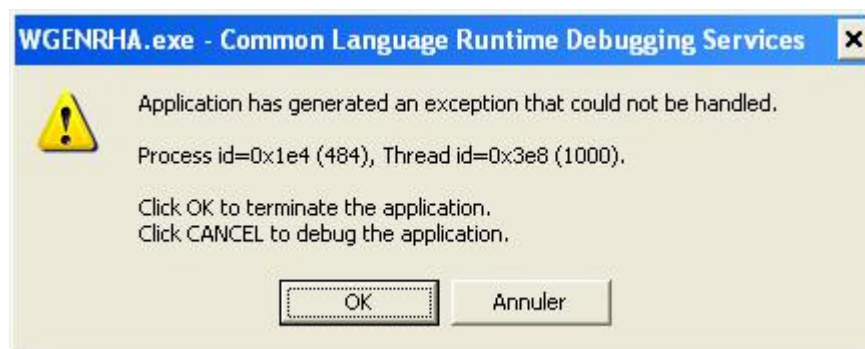 WGENRHA.exe - Common Language Runtime Debugging Services
Application has generated an exception that could not be handled.
Process id=0x1e4 (484), Thread id=0x3e8 (1000).
Click OK to terminate the application.
Click CANCEL to debug the application.
OK Annuler